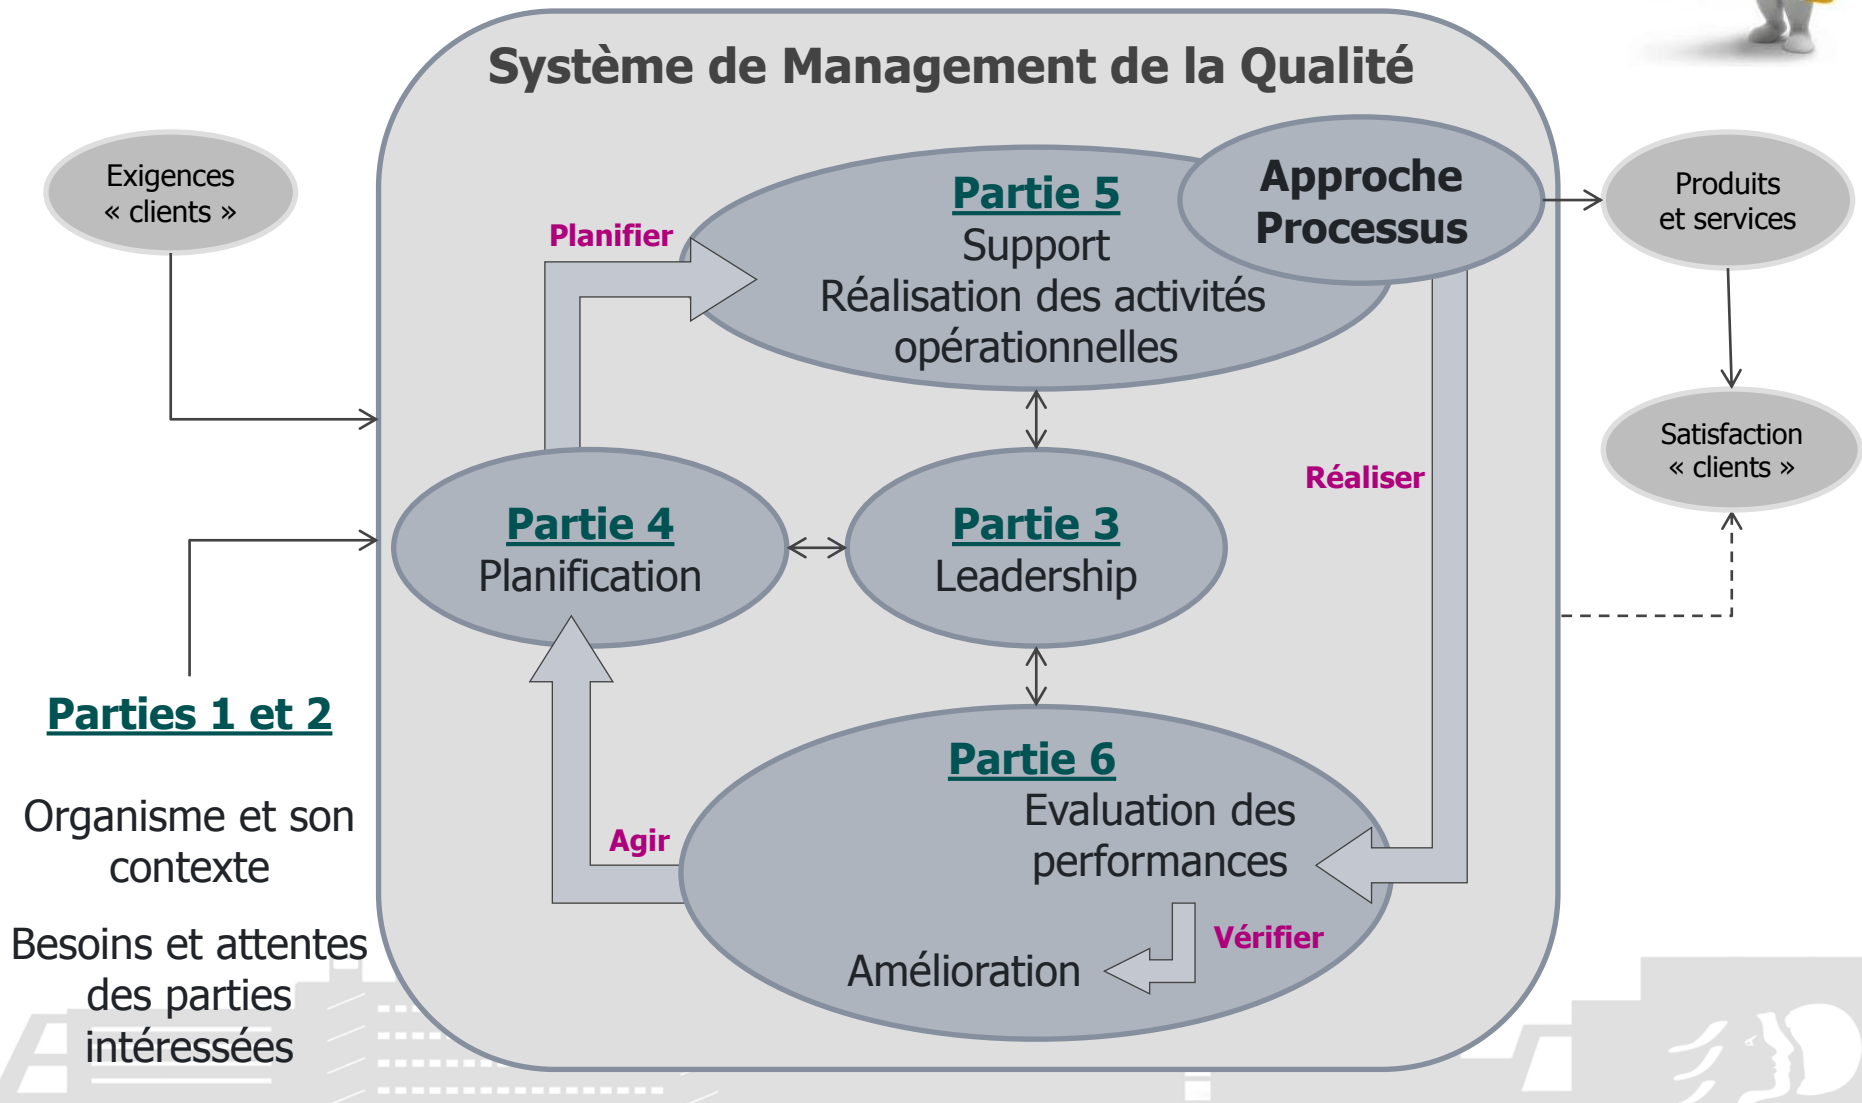 Système de Management de la Qualité
Exigences
« clients »
Partie 5
Support
Réalisation des activités
opérationnelles
Approche
Processus
Produits
et services
Planifier
Satisfaction
« clients »
Réaliser
Partie 4
Planification
Partie 3
Leadership
Parties 1 et 2
Organisme et son
contexte
Besoins et attentes
des parties
intéressées
Partie 6
Evaluation des
performances
Agir
Vérifier
Amélioration